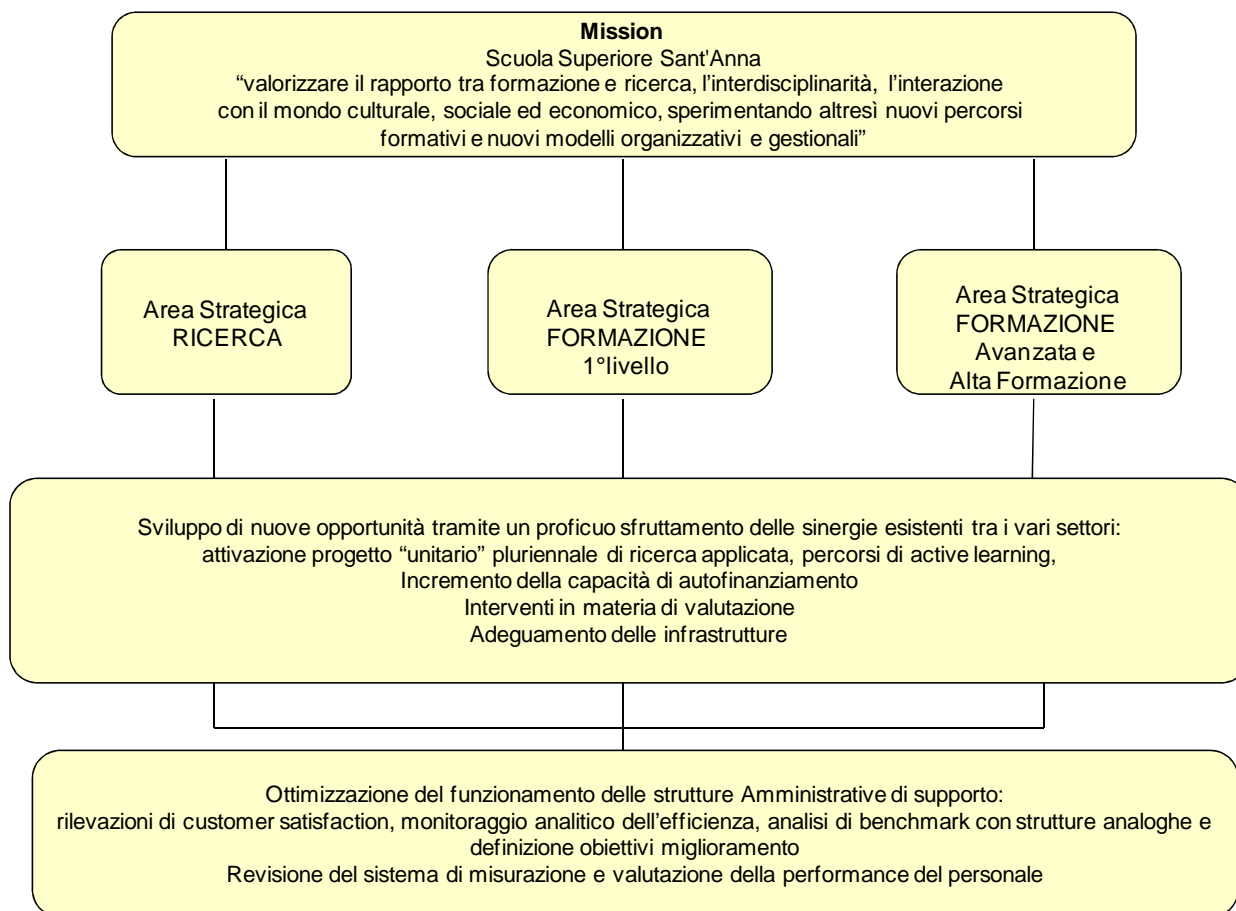 Mission
Scuola Superiore Sant'Anna
“valorizzare il rapporto tra formazione e ricerca, l’interdisciplinarità, l’interazione
con il mondo culturale, sociale ed economico, sperimentando altresì nuovi percorsi
formativi e nuovi modelli organizzativi e gestionali”
Area Strategica
RICERCA
Area Strategica
FORMAZIONE
1°livello
Area Strategica
FORMAZIONE
Avanzata e
Alta Formazione
Sviluppo di nuove opportunità tramite un proficuo sfruttamento delle sinergie esistenti tra i vari settori:
attivazione progetto “unitario” pluriennale di ricerca applicata, percorsi di active learning,
Incremento della capacità di autofinanziamento
Interventi in materia di valutazione
Adeguamento delle infrastrutture
Ottimizzazione del funzionamento delle strutture Amministrative di supporto:
rilevazioni di customer satisfaction, monitoraggio analitico dell’efficienza, analisi di benchmark con strutture analoghe e
definizione obiettivi miglioramento
Revisione del sistema di misurazione e valutazione della performance del personale